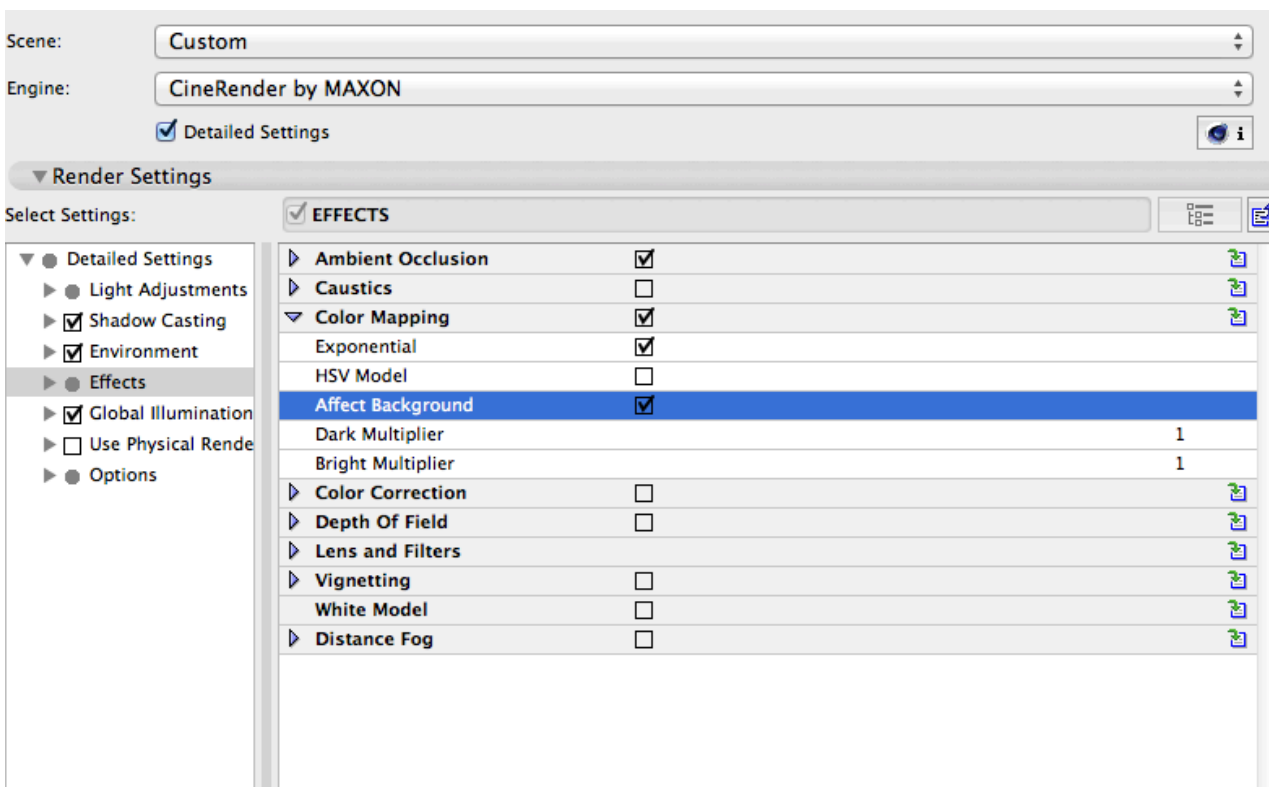 Scene:
Custom
Engine:
CineRender by MAXON
Detailed Settings
i
Render Settings
Select Settings:
EFFECTS
Detailed Settings
Light Adjustments
Shadow Casting
Environment
Effects
Global Illumination
Use Physical Rende
Options
Ambient Occlusion
Caustics
Color Mapping
Exponential
HSV Model
Affect Background
Dark Multiplier 1
Bright Multiplier 1
Color Correction
Depth Of Field
Lens and Filters
Vignetting
White Model
Distance Fog